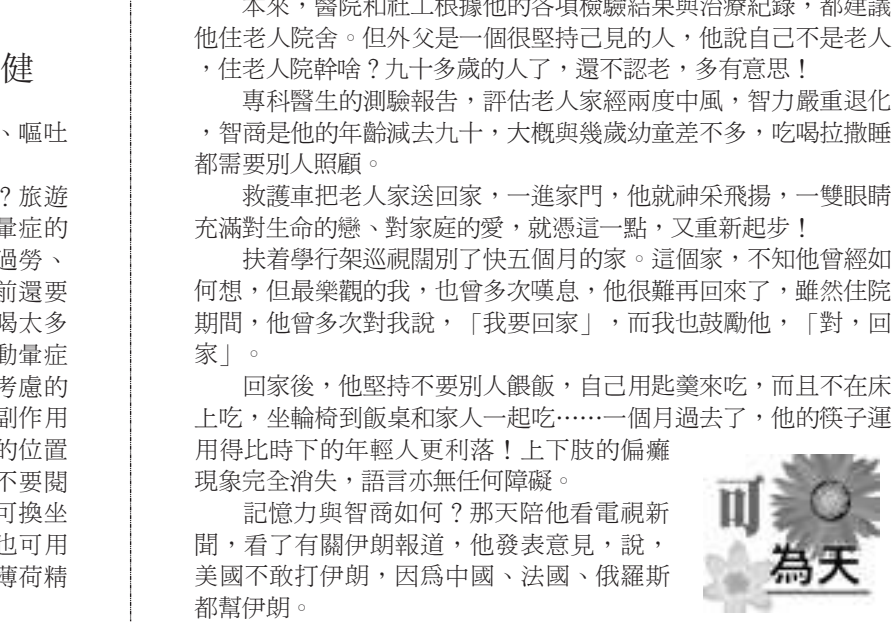 健
、嘔吐
？旅遊
暈症的
過勞、
前還要
喝太多
動暈症
考慮的
副作用
的位置
不要閱
可換坐
也可用
薄荷精
本來，醫院和社工根據他的各項檢驗結果與治療紀錄，都建議
他住老人院舍。但外父是一個很堅持己見的人，他說自己不是老人
，住老人院幹啥？九十多歲的人了，還不認老，多有意思！
專科醫生的測驗報告，評估老人家經兩度中風，智力嚴重退化
，智商是他的年齡減去九十，大概與幾歲幼童差不多，吃喝拉撒睡
都需要別人照顧。
救護車把老人家送回家，一進家門，他就神采飛揚，一雙眼睛
充滿對生命的戀、對家庭的愛，就憑這一點，又重新起步！
扶着學行架巡視闊別了快五個月的家。這個家，不知他曾經如
何想，但最樂觀的我，也曾多次嘆息，他很難再回來了，雖然住院
期間，他曾多次對我說，「我要回家」，而我也鼓勵他，「對，回
家」。
回家後，他堅持不要別人餵飯，自己用匙羹來吃，而且不在床
上吃，坐輪椅到飯桌和家人一起吃……一個月過去了，他的筷子運
用得比時下的年輕人更利落！上下肢的偏癱
現象完全消失，語言亦無任何障礙。
記憶力與智商如何？那天陪他看電視新
聞，看了有關伊朗報道，他發表意見，說，
美國不敢打伊朗，因為中國、法國、俄羅斯
都幫伊朗。
可
為天